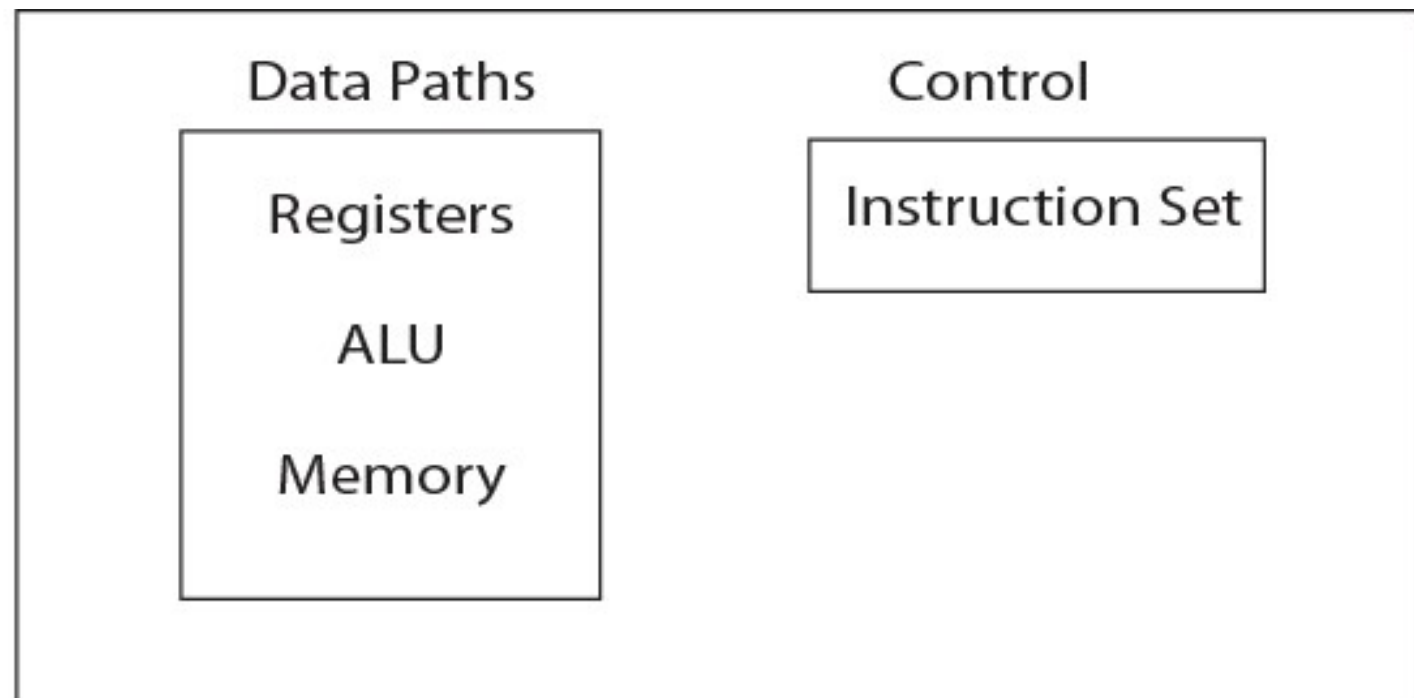 Data Paths
Registers
ALU
Memory
Control
Instruction Set